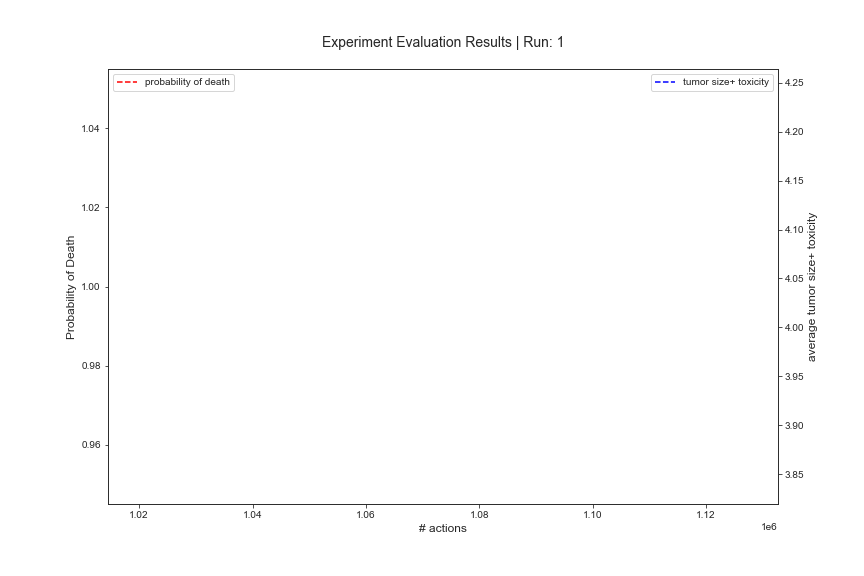 Experiment Evaluation Results | Run: 1
probability of death
tumor size+ toxicity
Probability of Death
1.04
1.02
1.00
0.98
0.96
4.25
4.20
4.15
4.10
4.05
4.00
3.95
3.90
3.85
average tumor size+ toxicity
1.02
1.04
1.06
1.08
1.10
1.12
1e6
# actions